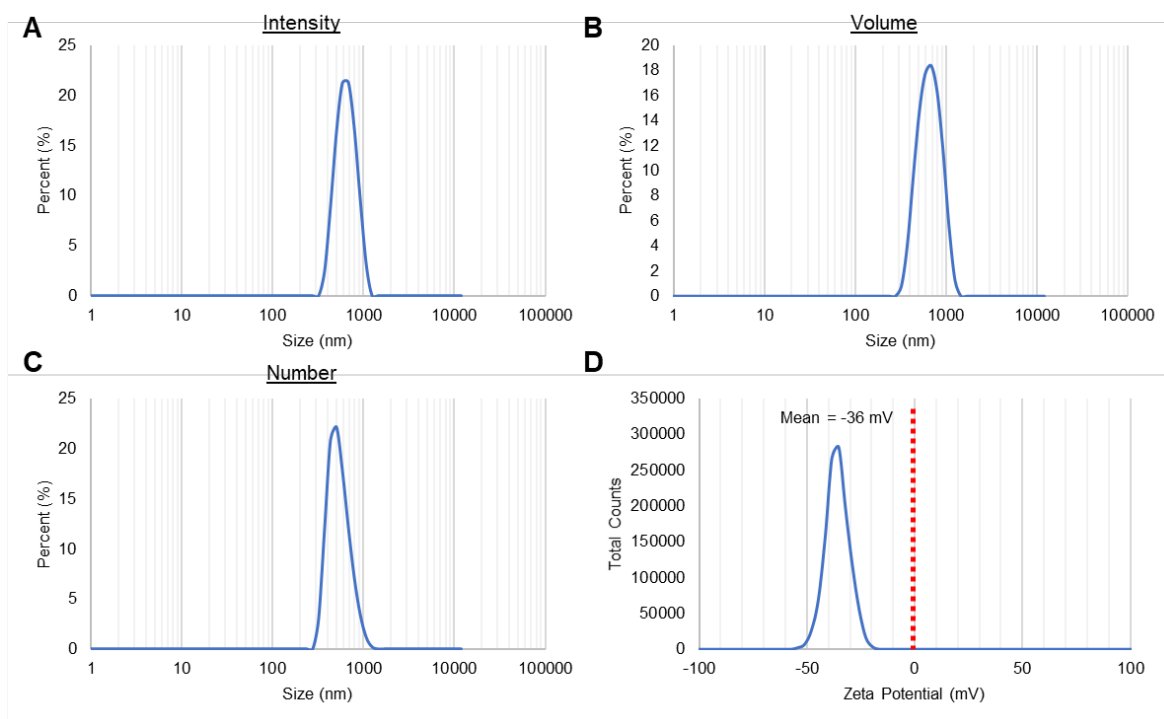 A
Intensity
25
20
15
10
5
0
Percent (%)
1 10 100 1000 10000 100000
Size (nm)
B
Volume
20
18
16
14
12
10
8
6
4
2
0
Percent (%)
1 10 100 1000 10000 100000
Size (nm)
C
Number
25
20
15
10
5
0
Percent (%)
1 10 100 1000 10000 100000
Size (nm)
D
Mean = -36 mV
350000
300000
250000
200000
150000
100000
50000
0
Total Counts
-100 -50 0 50 100
Zeta Potential (mV)